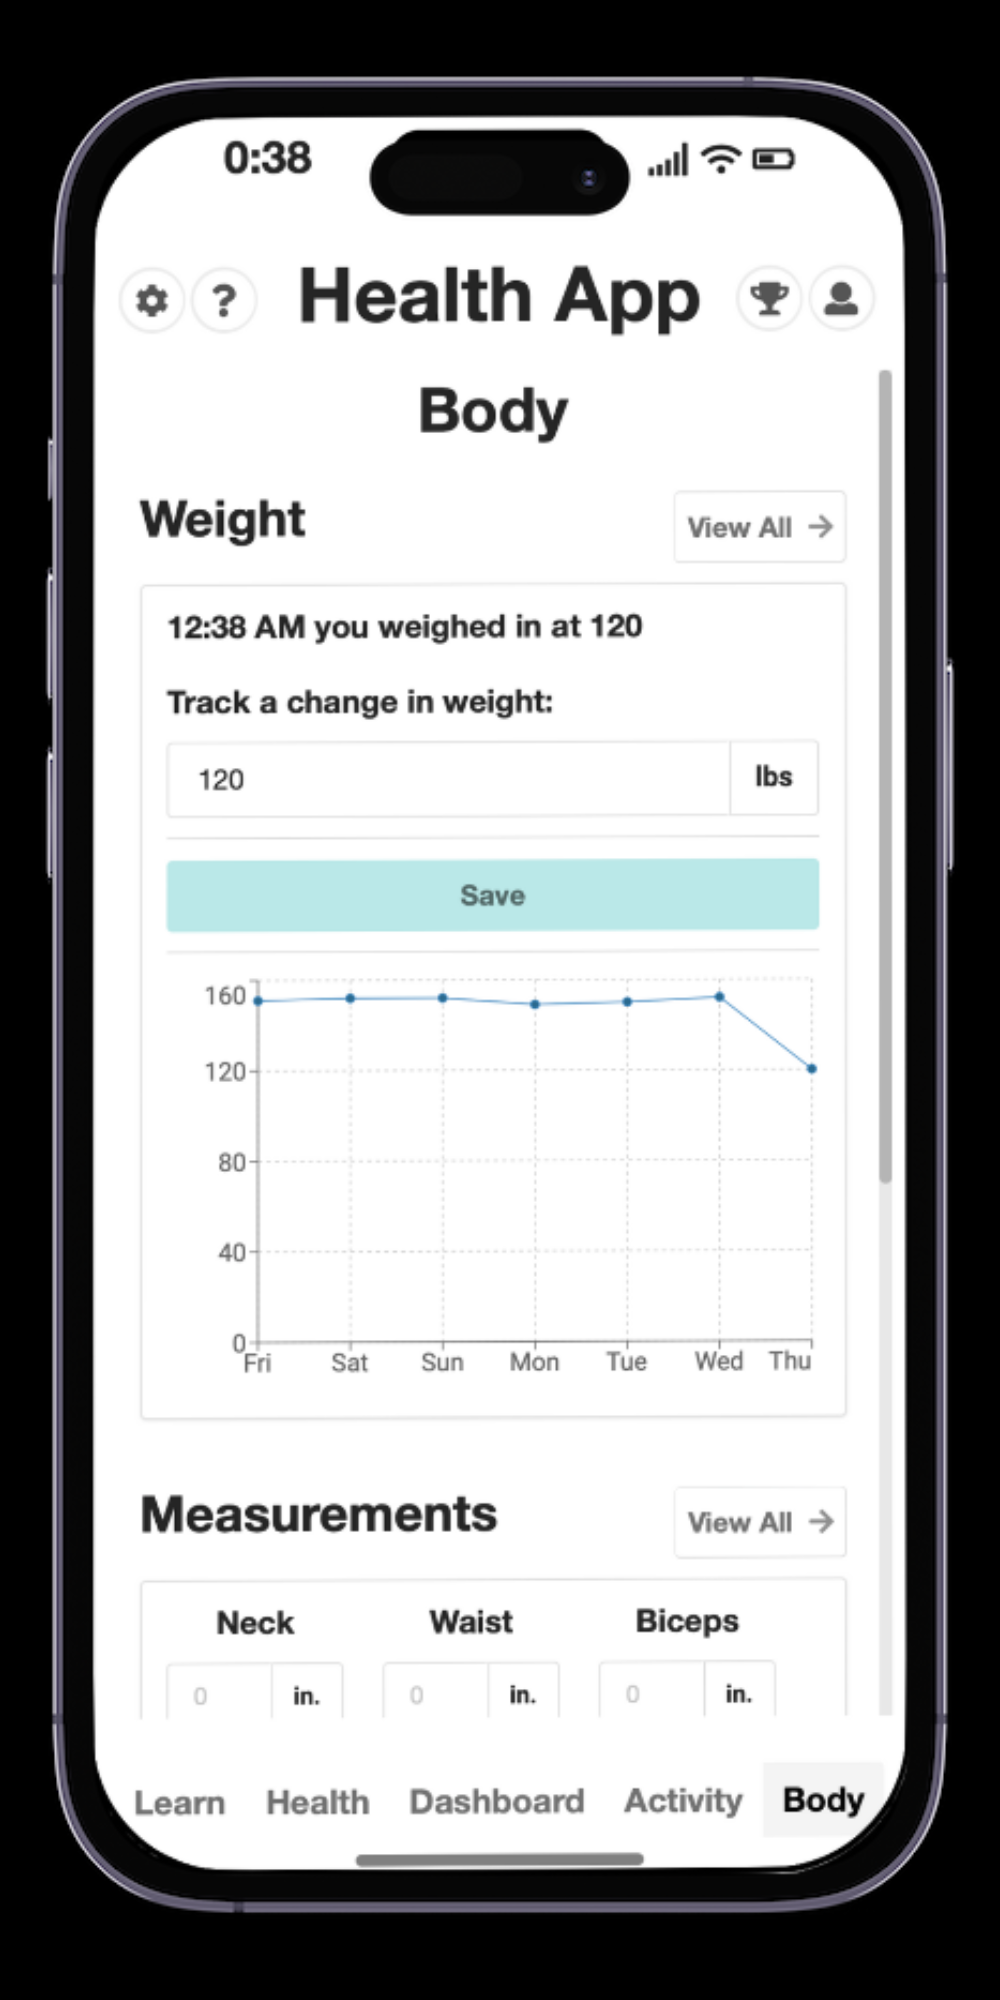 0:38
? Health App
Body
Weight
View All →
12:38 AM you weighed in at 120
Track a change in weight:
120 lbs
Save
160
120
80
40
0
Fri Sat Sun Mon Tue Wed Thu
Measurements
View All →
Neck Waist Biceps
0 in. 0 in. 0 in.
Learn Health Dashboard Activity Body